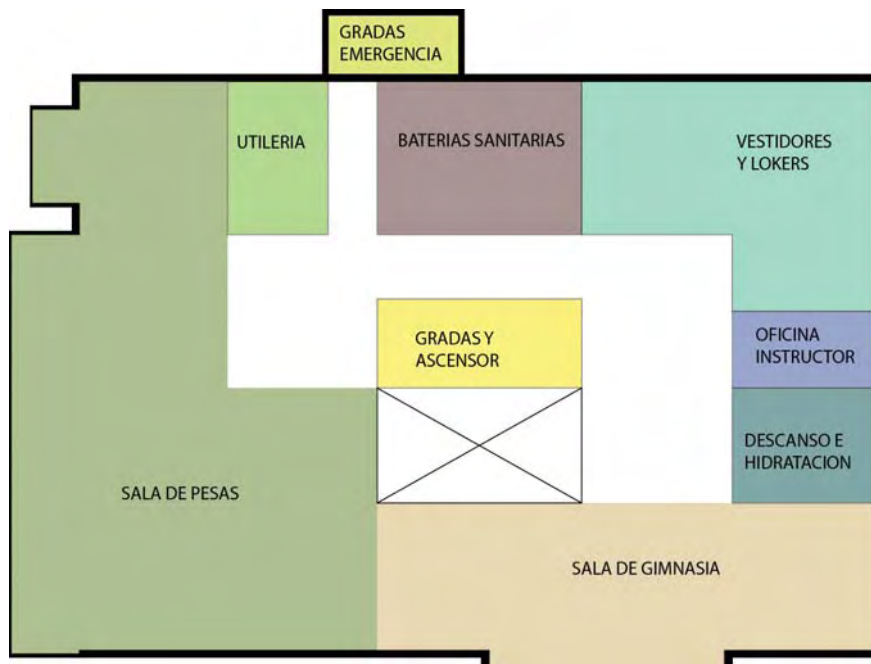 GRADAS
EMERGENCIA
UTILERIA
BATERIAS SANITARIAS
VESTIDORES
Y LOKERS
GRADAS Y
ASCENSOR
OFICINA
INSTRUCTOR
DESCANSO E
HIDRATACION
SALA DE PESAS
SALA DE GIMNASIA